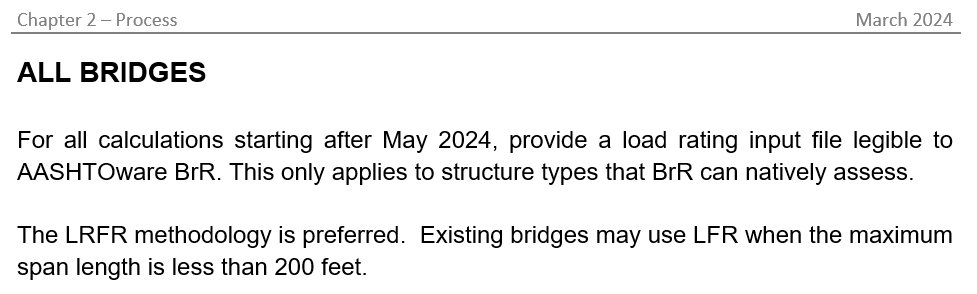 Chapter 2 – Process March 2024
ALL BRIDGES
For all calculations starting after May 2024, provide a load rating input file legible to
AASHTOware BrR. This only applies to structure types that BrR can natively assess.
The LRFR methodology is preferred.  Existing bridges may use LFR when the maximum
span length is less than 200 feet.